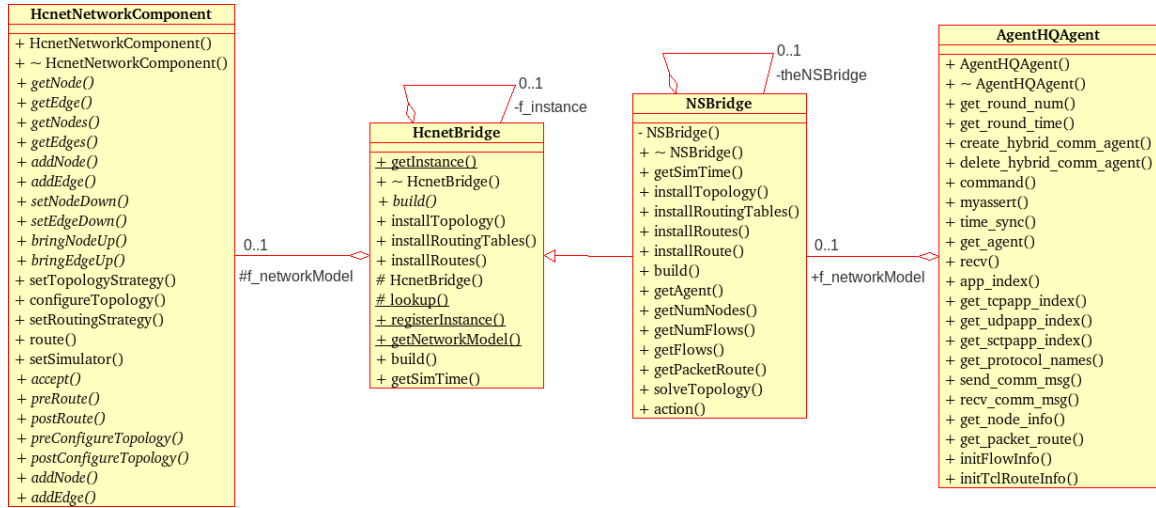 HcnetNetworkComponent
+ HcnetNetworkComponent()
+ ~ HcnetNetworkComponent()
+ getNode()
+ getEdge()
+ getNodes()
+ getEdges()
+ addNode()
+ addEdge()
+ setNodeDown()
+ setEdgeDown()
+ bringNodeUp()
+ bringEdgeUp()
+ setTopologyStrategy()
+ configureTopology()
+ setRoutingStrategy()
+ route()
+ setSimulator()
+ accept()
+ preRoute()
+ postRoute()
+ preConfigureTopology()
+ postConfigureTopology()
+ addNode()
+ addEdge()
0..1
#f_networkModel
0..1
-f_instance
HcnetBridge
+ getInstance()
+ ~ HcnetBridge()
+ build()
+ installTopology()
+ installRoutingTables()
+ installRoutes()
# HcnetBridge()
# lookup()
+ registerInstance()
+ getNetworkModel()
+ build()
+ getSimTime()
0..1
-theNSBridge
NSBridge
- NSBridge()
+ ~ NSBridge()
+ getSimTime()
+ installTopology()
+ installRoutingTables()
+ installRoutes()
+ installRoute()
+ build()
+ getAgent()
+ getNumNodes()
+ getNumFlows()
+ getFlows()
+ getPacketRoute()
+ solveTopology()
+ action()
0..1
+f_networkModel
AgentHQAgent
+ AgentHQAgent()
+ ~ AgentHQAgent()
+ get_round_num()
+ get_round_time()
+ create_hybrid_comm_agent()
+ delete_hybrid_comm_agent()
+ command()
+ myassert()
+ time_sync()
+ get_agent()
+ recv()
+ app_index()
+ get_tcpapp_index()
+ get_udpapp_index()
+ get_sctpapp_index()
+ get_protocol_names()
+ send_comm_msg()
+ recv_comm_msg()
+ get_node_info()
+ get_packet_route()
+ initFlowInfo()
+ initTclRouteInfo()